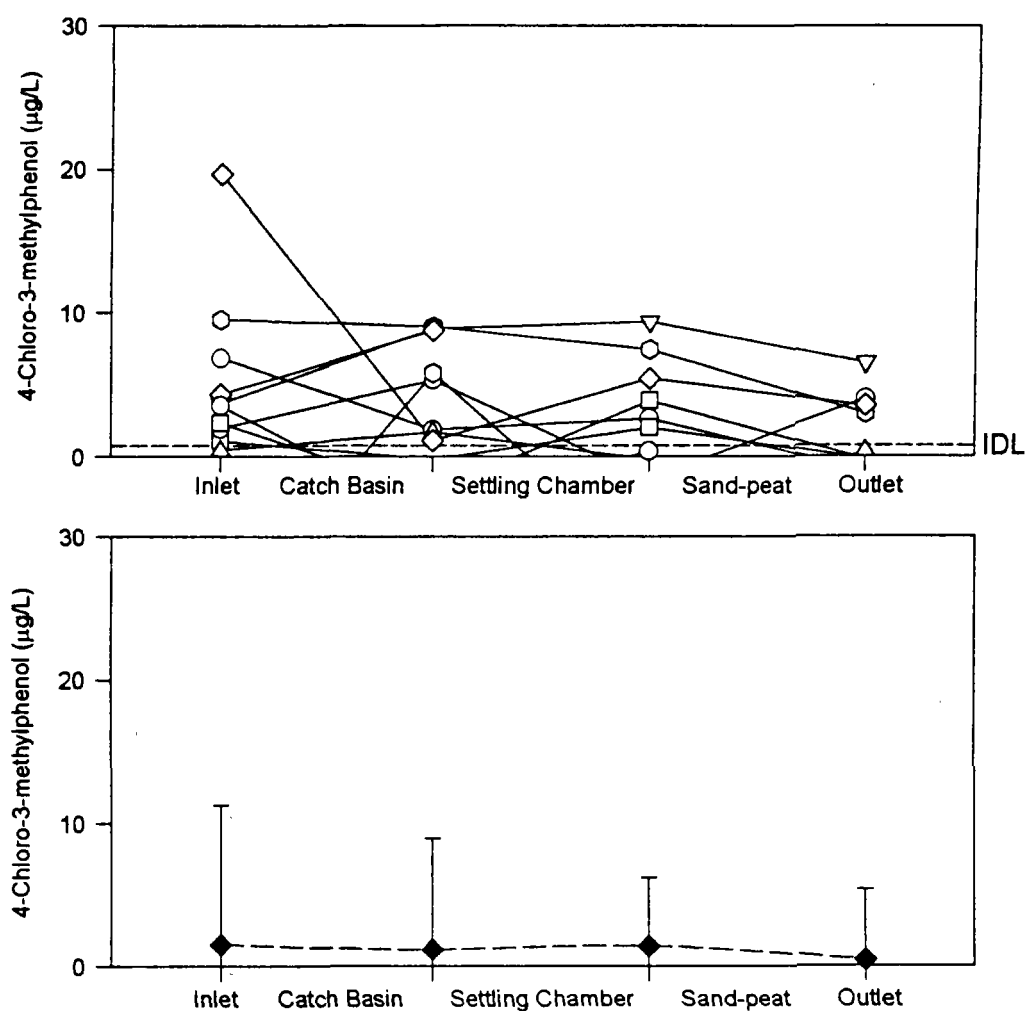 4-Chloro-3-methylphenol (µg/L)
30
20
10
0
IDL
Inlet Catch Basin Settling Chamber Sand-peat Outlet
4-Chloro-3-methylphenol (µg/L)
30
20
10
0
Inlet Catch Basin Settling Chamber Sand-peat Outlet